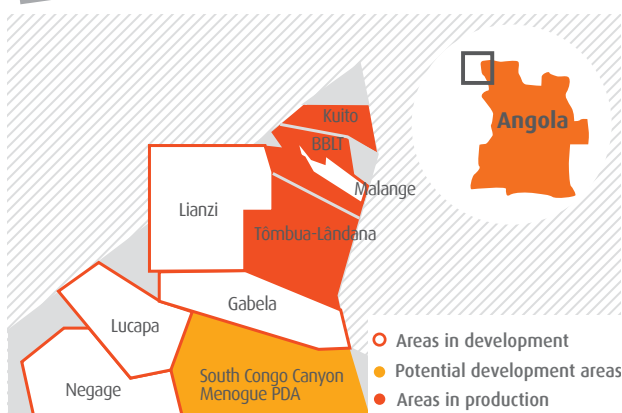 Kuito
Angola
BBLT
Malange
Lianzi
Tômbua-Lândana
Gabela
Lucapa
Areas in development
South Congo Canyon
Menogue PDA
Potential development areas
Negage
Areas in production